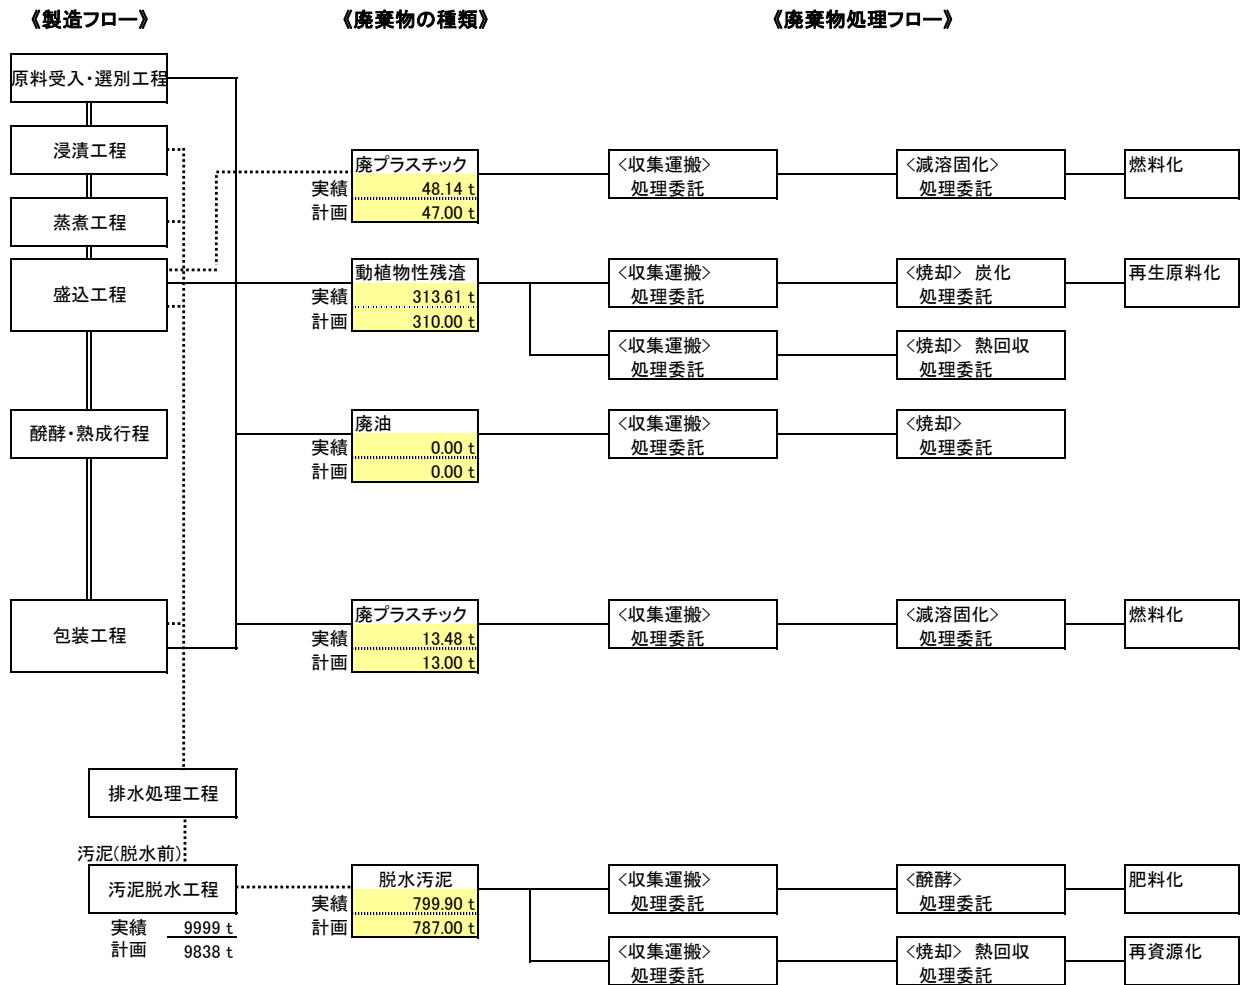 《製造フロー》 《廃棄物の種類》 《廃棄物処理フロー》
原料受入・選別工程
浸漬工程
蒸煮工程
盛込工程
醗酵・熟成行程
包装工程
排水処理工程
汚泥(脱水前)
汚泥脱水工程
実績 9999 t
計画 9838 t
廃プラスチック
実績 48.14 t
計画 47.00 t
<収集運搬>
処理委託
<減溶固化>
処理委託
燃料化
動植物性残渣
実績 313.61 t
計画 310.00 t
<収集運搬>
処理委託
<焼却> 炭化
処理委託
再生原料化
<収集運搬>
処理委託
<焼却> 熱回収
処理委託
廃油
実績 0.00 t
計画 0.00 t
<収集運搬>
処理委託
<焼却>
処理委託
廃プラスチック
実績 13.48 t
計画 13.00 t
<収集運搬>
処理委託
<減溶固化>
処理委託
燃料化
脱水汚泥
実績 799.90 t
計画 787.00 t
<収集運搬>
処理委託
<醗酵>
処理委託
肥料化
<収集運搬>
処理委託
<焼却> 熱回収
処理委託
再資源化